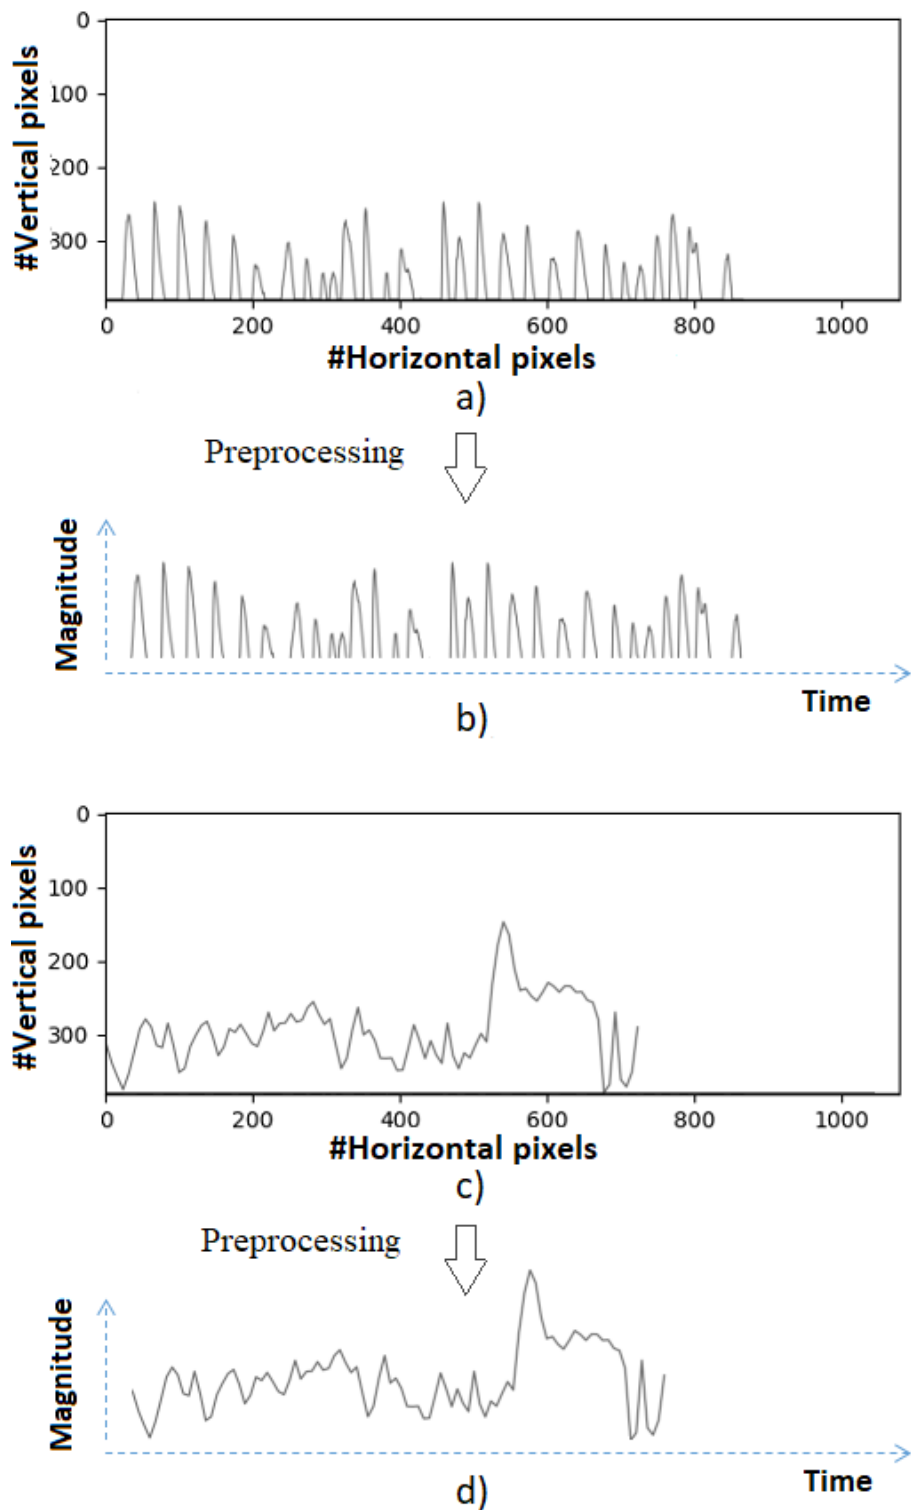 0
100
200
300
#Vertical pixels
0 200 400 600 800 1000
#Horizontal pixels
a)
Preprocessing
Magnitude
Time
b)
0
100
200
300
#Vertical pixels
0 200 400 600 800 1000
#Horizontal pixels
c)
Preprocessing
Magnitude
Time
d)